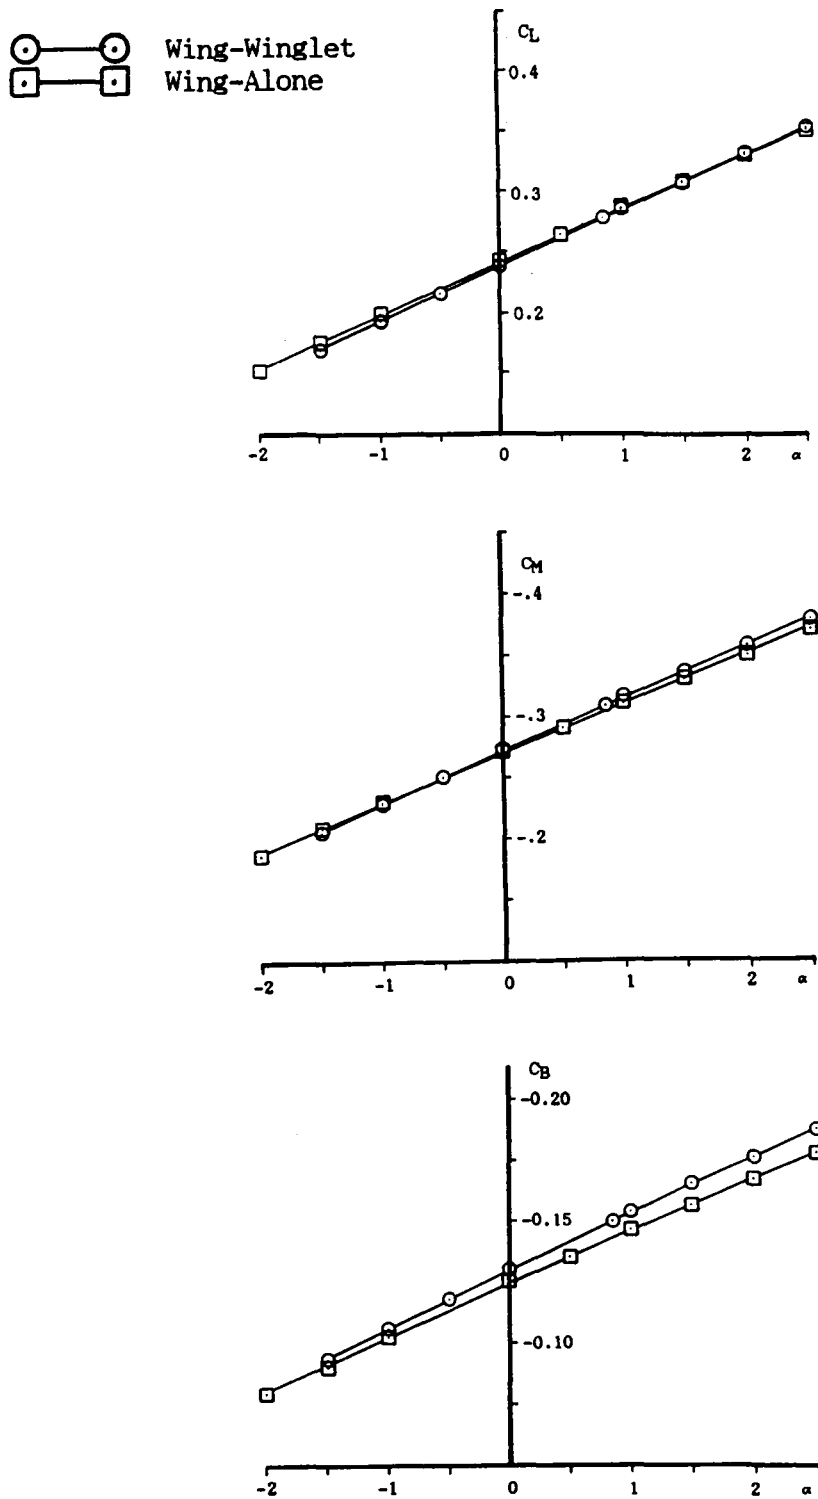 Wing-Winglet
Wing-Alone
CL
0.4
0.3
0.2
-2 -1 0 1 2 α
CM
-.4
-.3
-.2
-2 -1 0 1 2 α
CB
-0.20
-0.15
-0.10
-2 -1 0 1 2 α